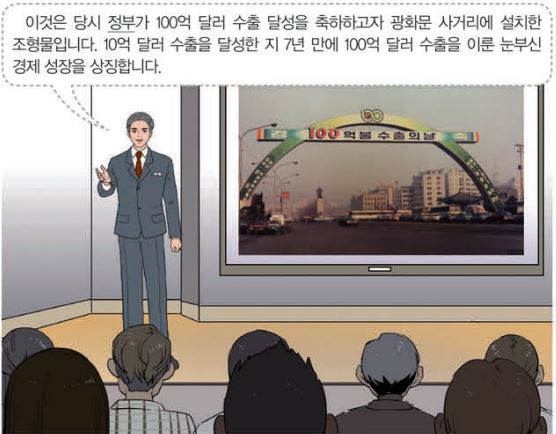 이것은 당시 정부가 100억 달러 수출 달성을 축하하고자 광화문 사거리에 설치한
조형물입니다. 10억 달러 수출을 달성한 지 7년 만에 100억 달러 수출을 이룬 눈부신
경제 성장을 상징합니다.
100억불 수출의 날